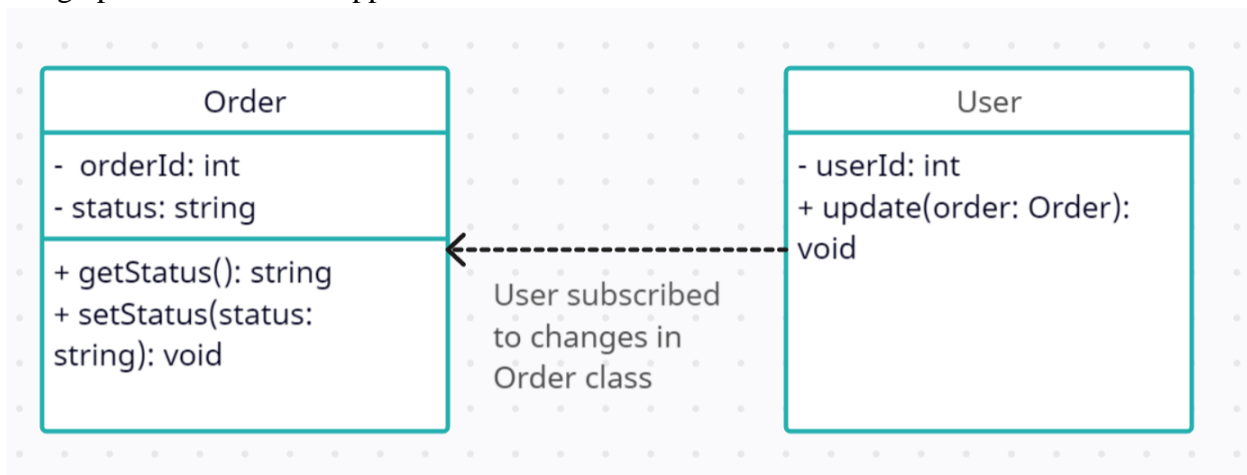 Order
- orderId: int
- status: string
+ getStatus(): string
+ setStatus(status:
string): void
User subscribed
to changes in
Order class
User
- userId: int
+ update(order: Order):
void